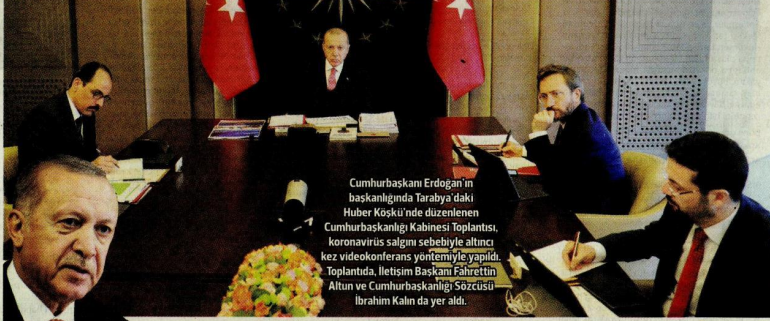 Cumhurbaşkanı Erdoğan'ın
başkanlığında Tarabya'daki
Huber Köşkü'nde düzenlenen
Cumhurbaşkanlığı Kabinesi Toplantısı,
koronavirüs salgını sebebiyle altıncı
kez videokonferans yöntemiyle yapıldı.
Toplantıda, İletişim Başkanı Fahrettin
Altun ve Cumhurbaşkanlığı Sözcüsü
İbrahim Kalın da yer aldı.